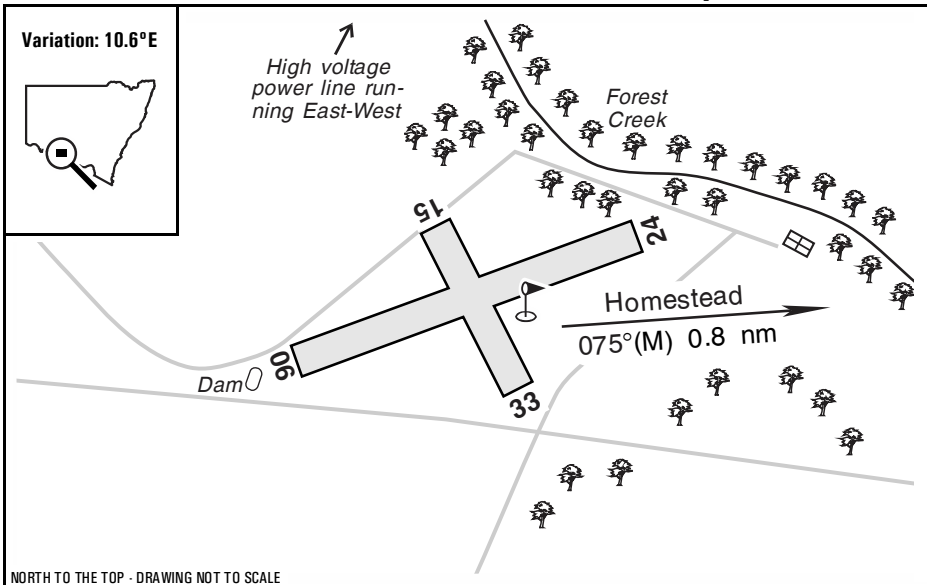 Variation: 10.6°E
High voltage
power line run-
ning East-West
Forest
Creek
15
24
Homestead
075°(M) 0.8 nm
06
Dam
33
NORTH TO THE TOP - DRAWING NOT TO SCALE